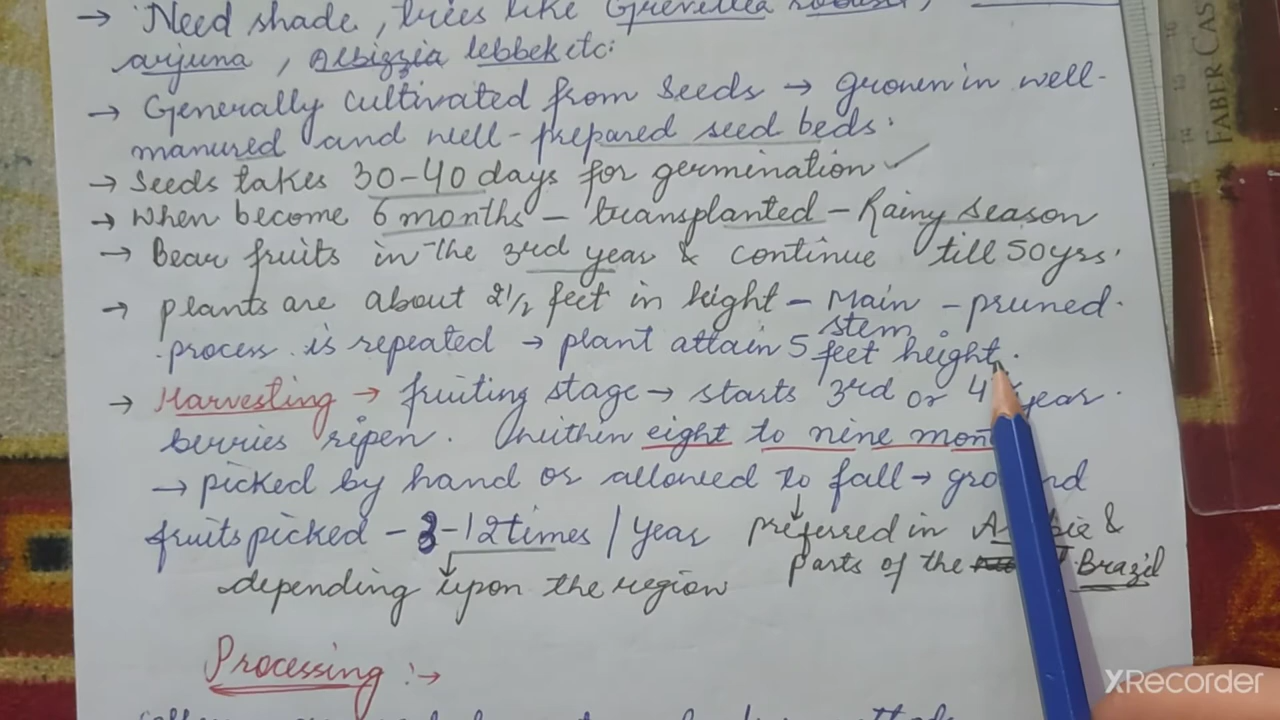 → Need shade, trees like Grevellea
arjuna, Albizzia lebbek etc:
→ Generally cultivated from seeds → grown in well-
manured and well-prepared seed beds.
→ Seeds takes 30-40 days for germination ✓
→ when become 6 months - transplanted - Rainy season
→ Bear fruits in the 3rd year & continue till 50yrs.
→ plants are about 2½ feet in hight - Main - pruned.
stem
process is repeated → plant attain 5 feet height.
→ Harvesting → fruiting stage → starts 3rd or 4 year.
berries ripen. within eight to nine mon
→ picked by hand or allowed to fall → ground
fruits picked - 3-12 times / Year preferred in &
depending upon the region parts of the Brazil
Processing :→
FABER CAS
XRecorder